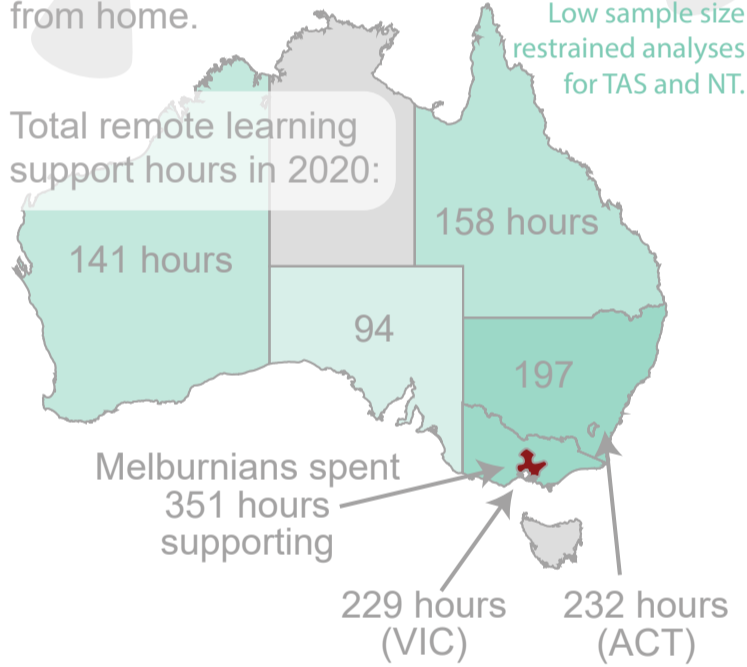 from home.
Low sample size
restrained analyses
for TAS and NT.
Total remote learning
support hours in 2020:
158 hours
141 hours
94
197
Melburnians spent
351 hours
supporting
229 hours
(VIC)
232 hours
(ACT)